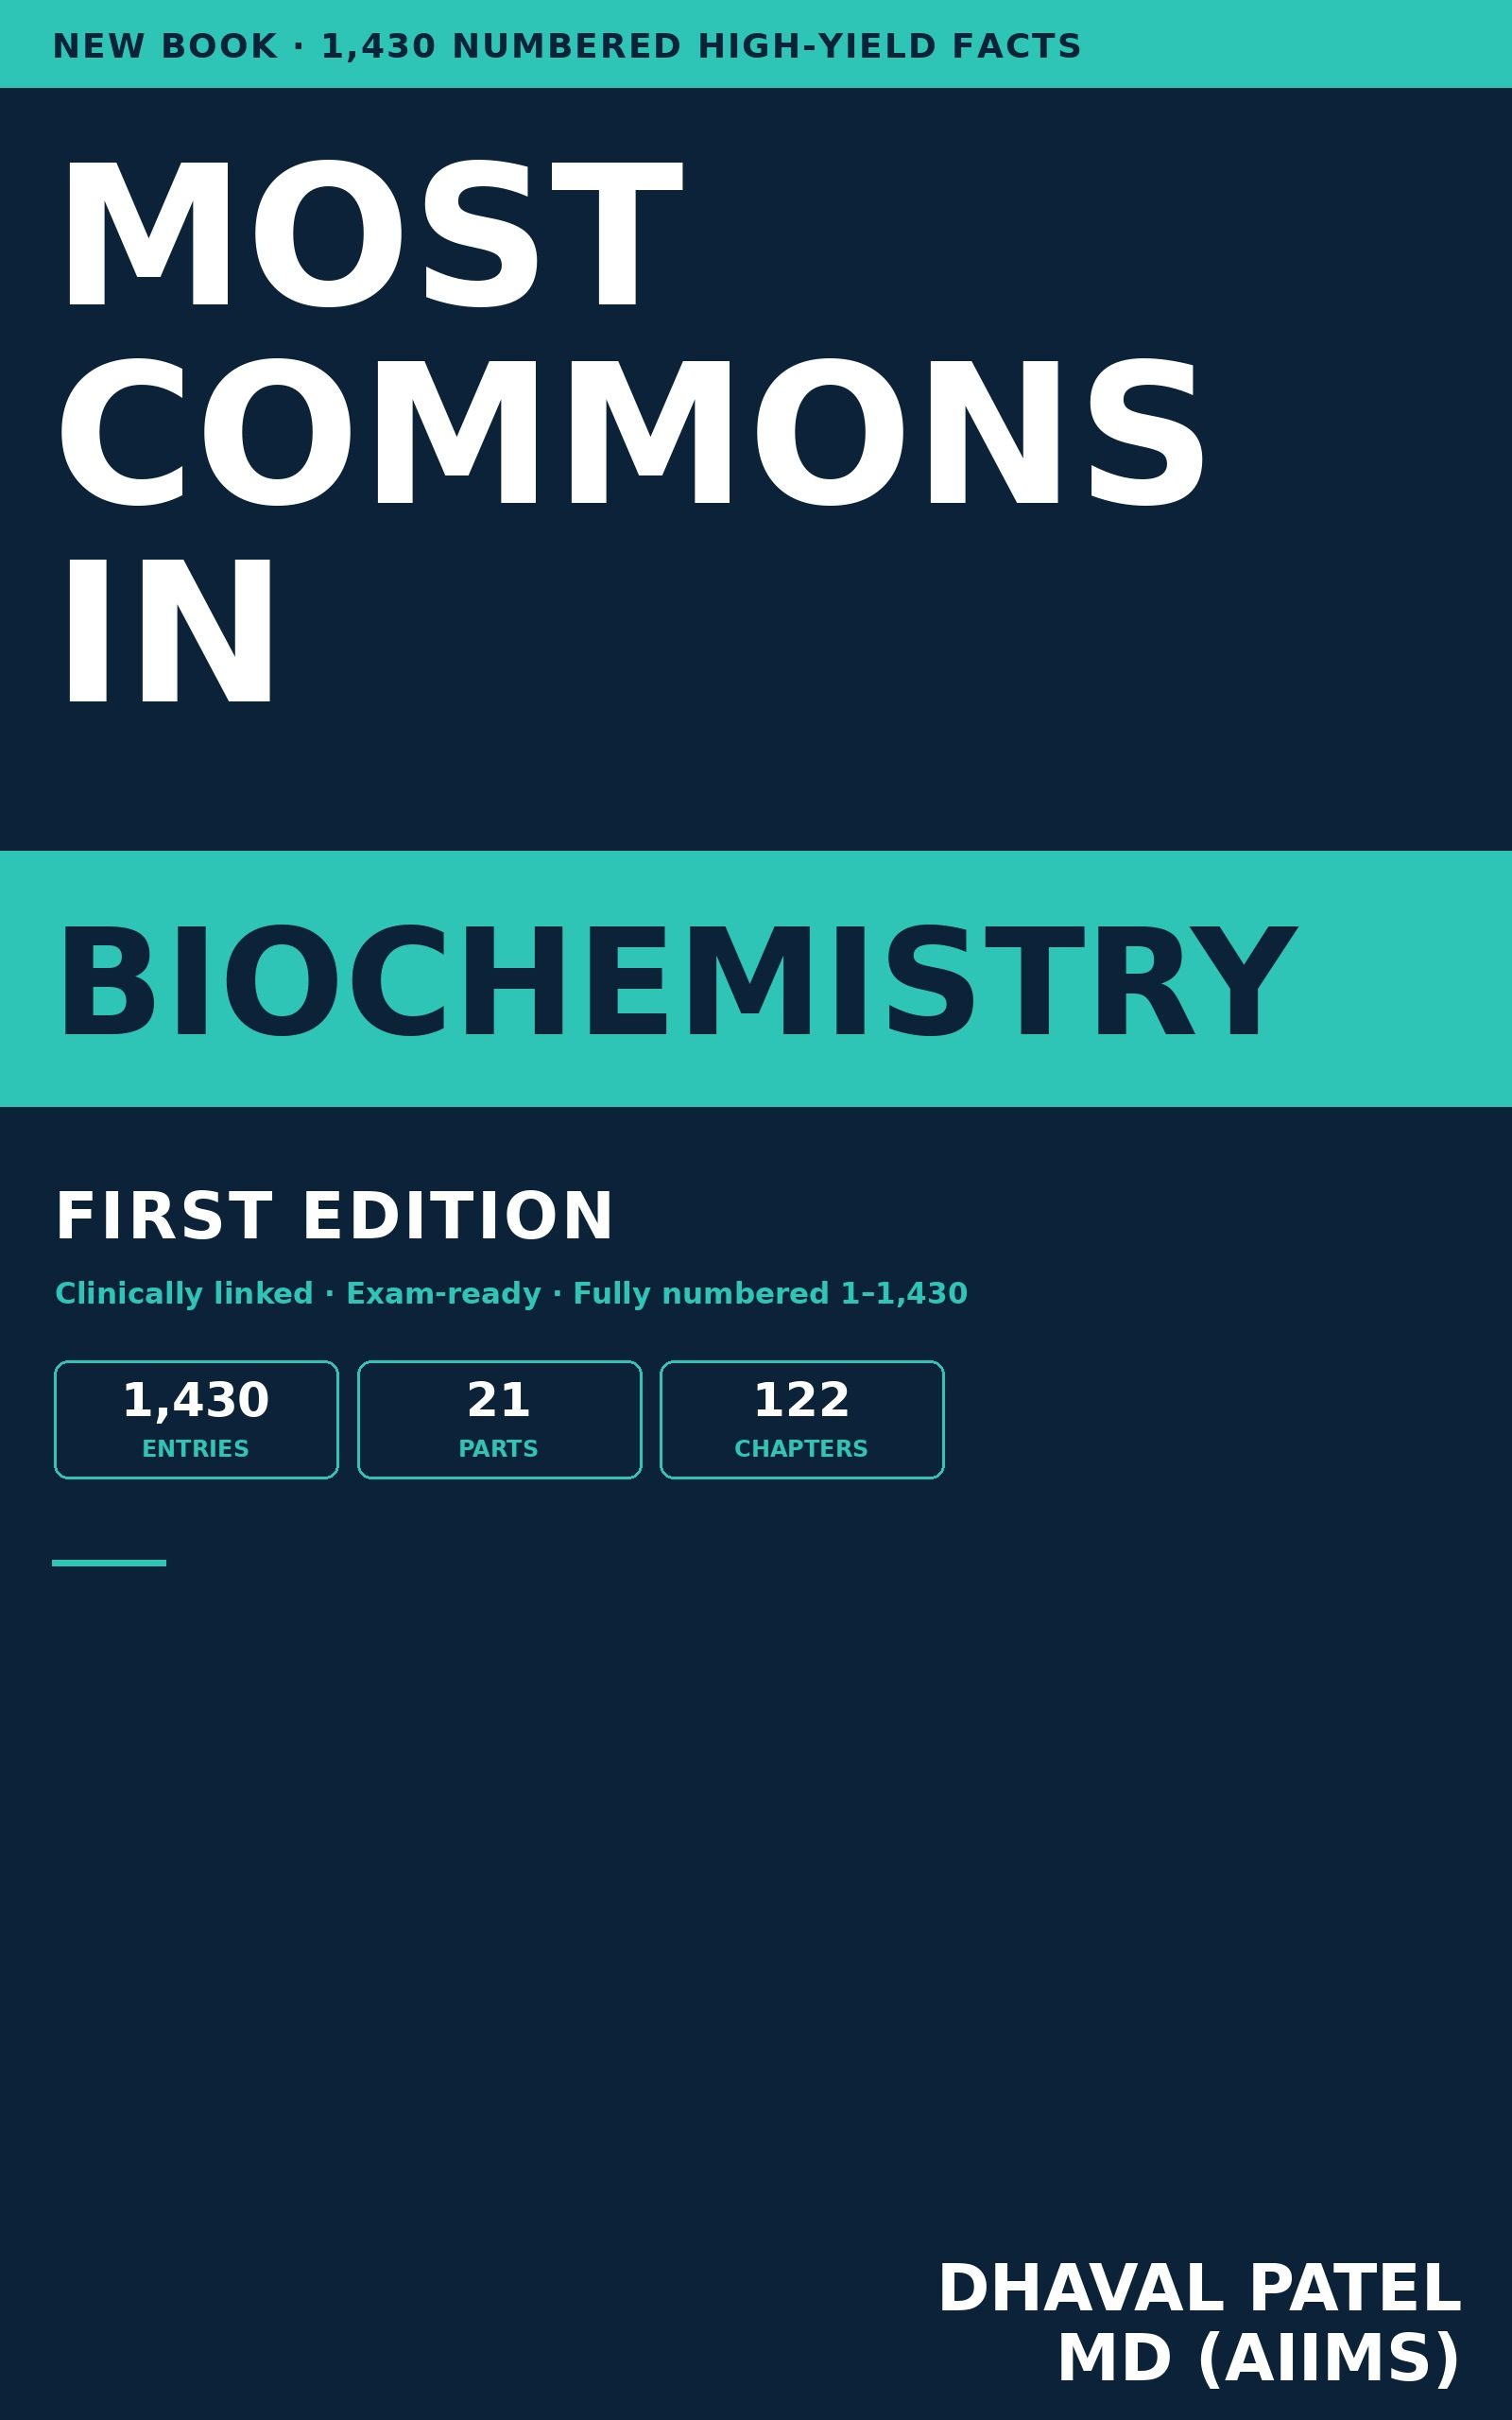 NEW BOOK · 1,430 NUMBERED HIGH-YIELD FACTS
MOST
COMMONS
IN
BIOCHEMISTRY
FIRST EDITION
Clinically linked · Exam-ready · Fully numbered 1–1,430
1,430
ENTRIES
21
PARTS
122
CHAPTERS
DHAVAL PATEL
MD (AIIMS)